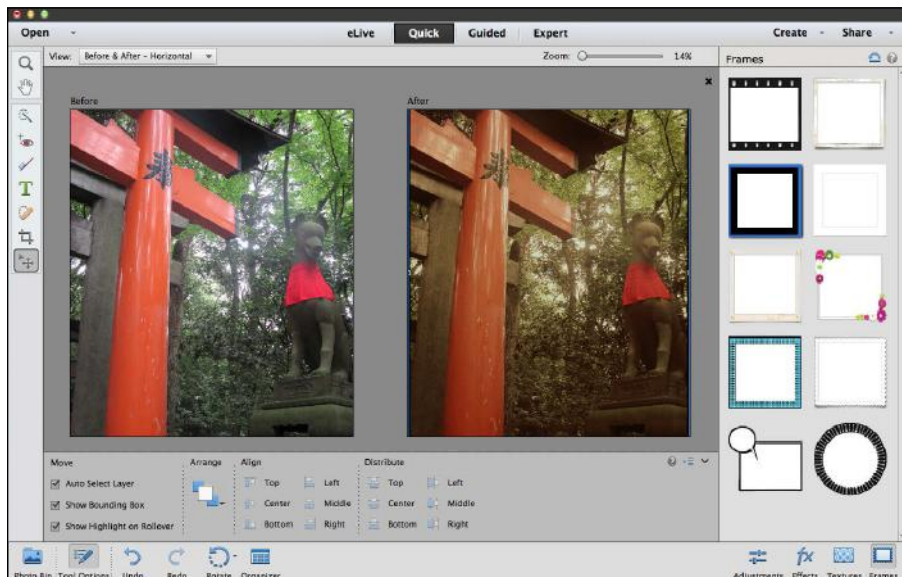 Open eLive Quick Guided Expert Create Share
View: Before & After - Horizontal Zoom: 14% Frames
Before After
Move Arrange Align Distribute
Auto Select Layer Top Left Top Left
Show Bounding Box Center Middle Center Middle
Show Highlight on Rollover Bottom Right Bottom Right
Photo Bin Tool Options Undo Redo Rotate Organizer Adjustments Effects Textures Frames